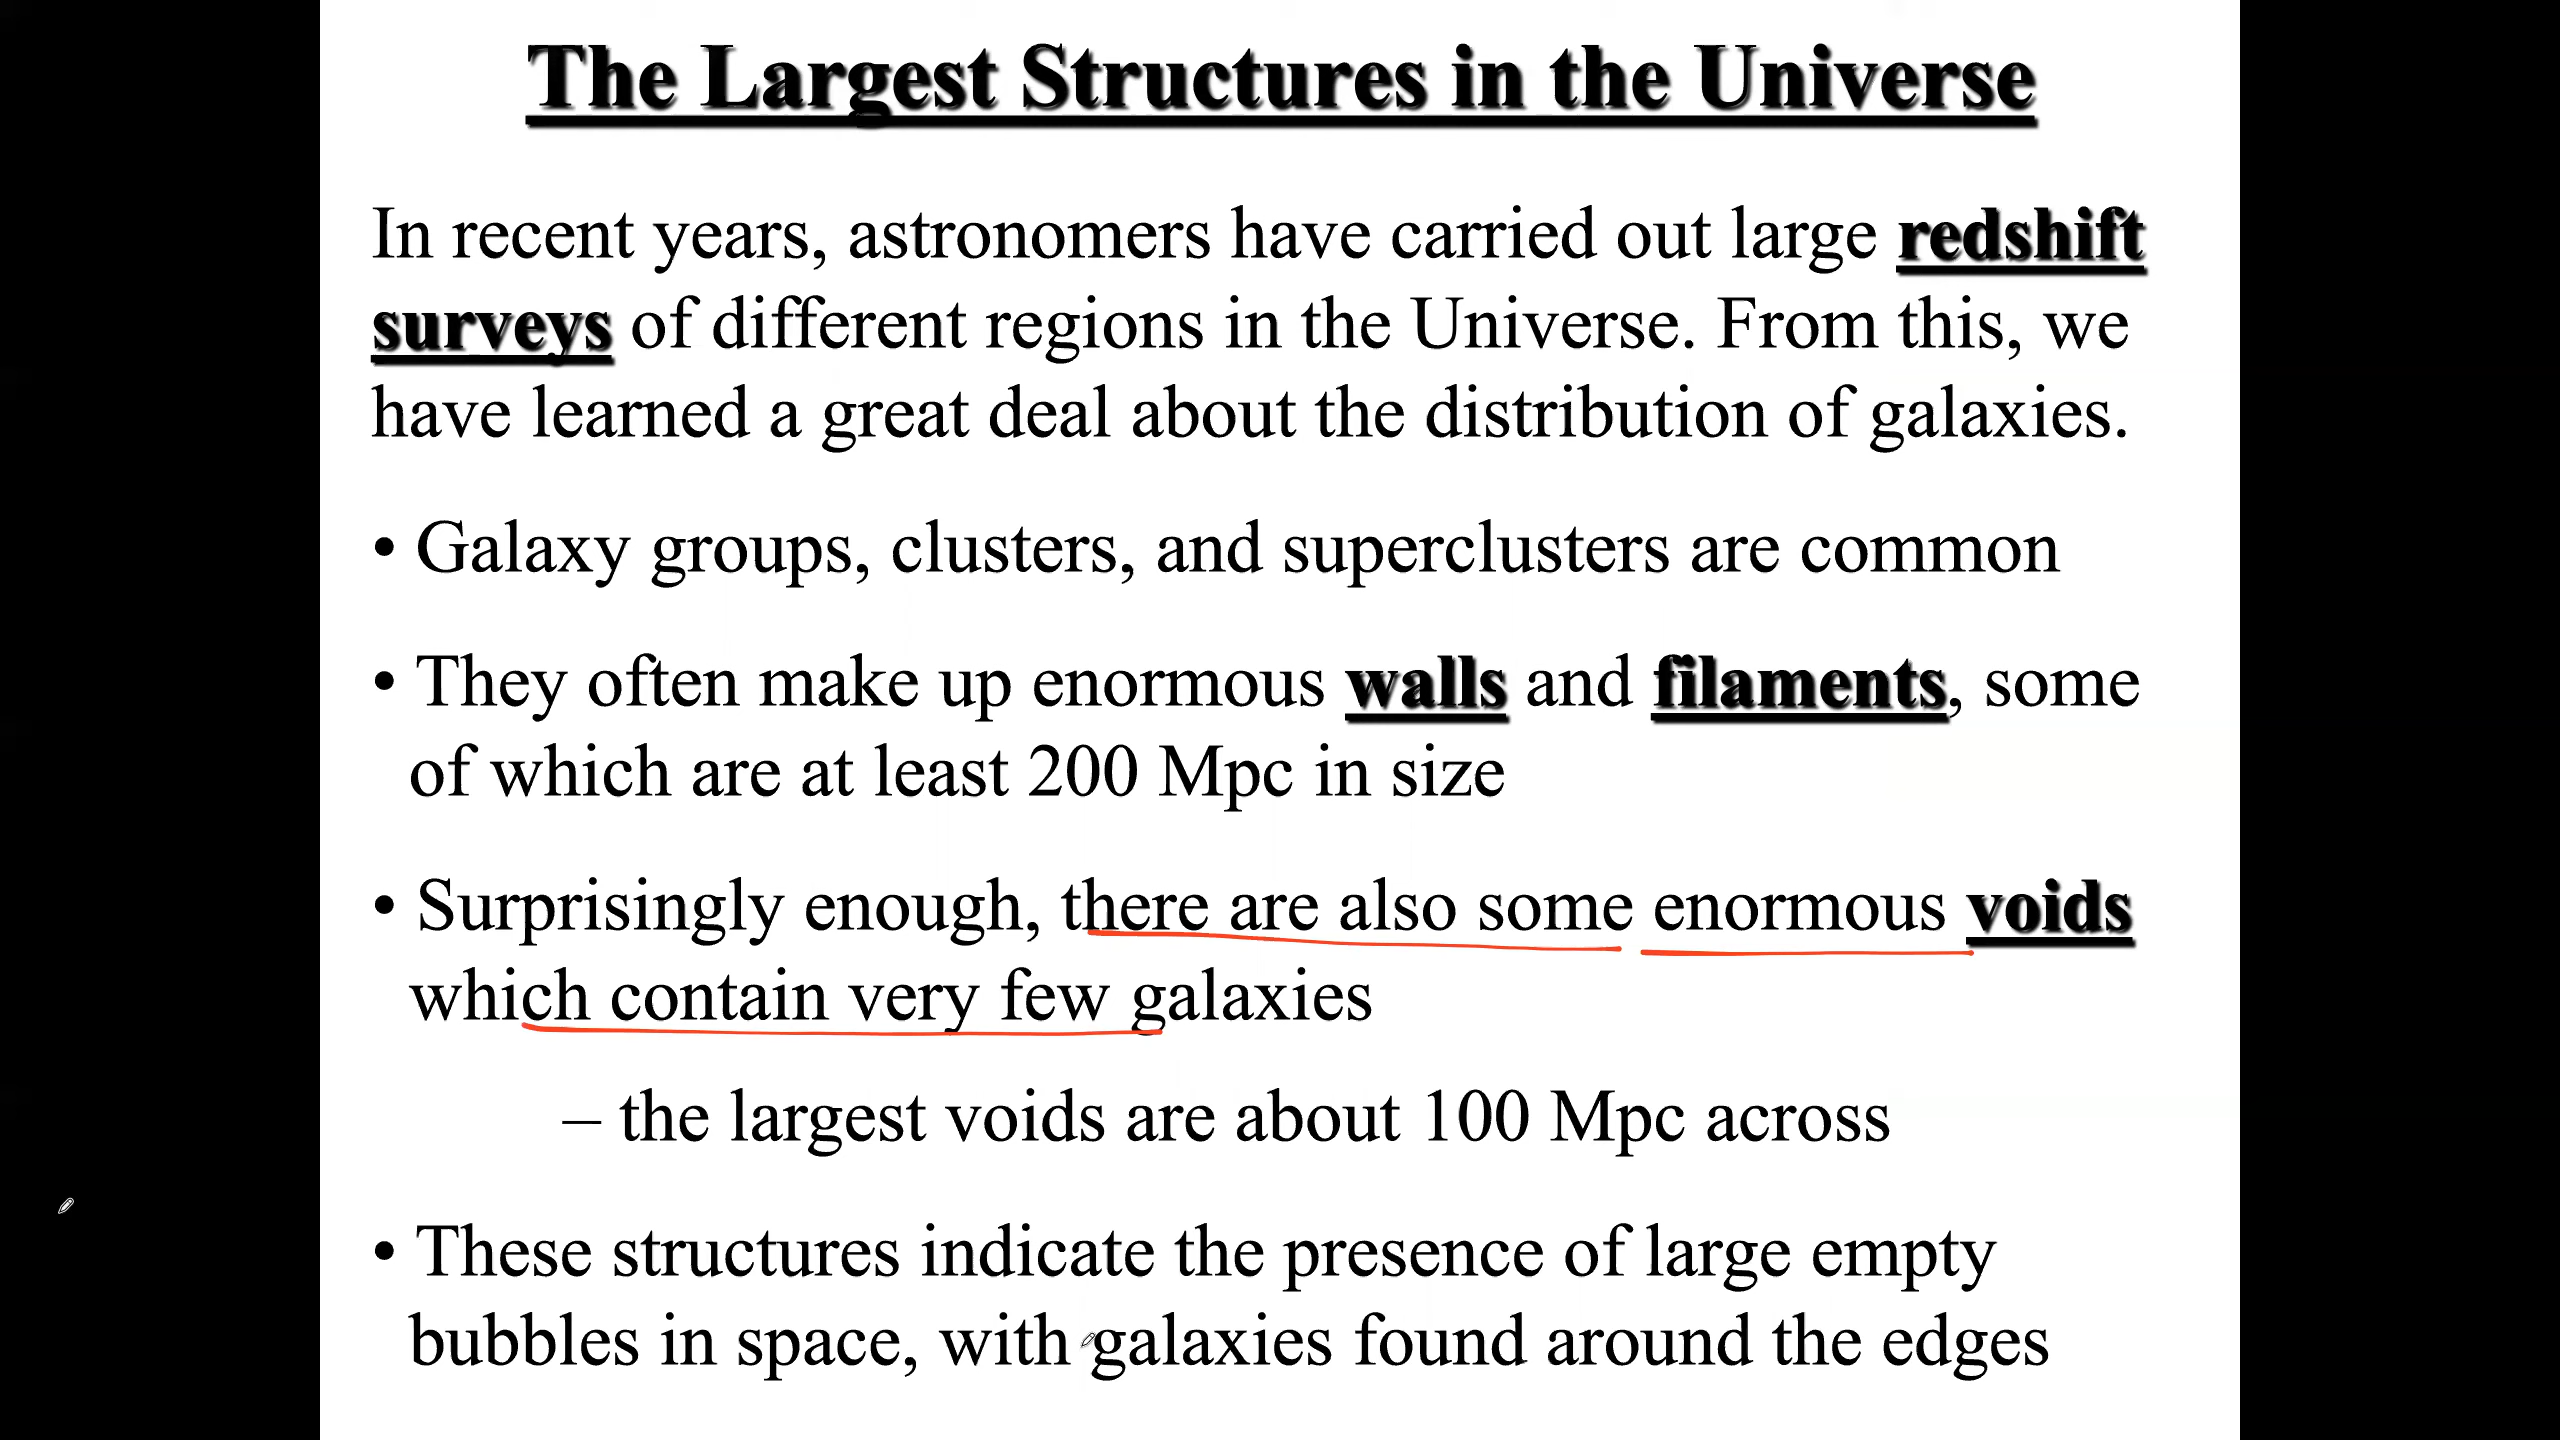 The Largest Structures in the Universe
In recent years, astronomers have carried out large redshift
surveys of different regions in the Universe. From this, we
have learned a great deal about the distribution of galaxies.
• Galaxy groups, clusters, and superclusters are common
• They often make up enormous walls and filaments, some
of which are at least 200 Mpc in size
• Surprisingly enough, there are also some enormous voids
which contain very few galaxies
– the largest voids are about 100 Mpc across
• These structures indicate the presence of large empty
bubbles in space, with galaxies found around the edges